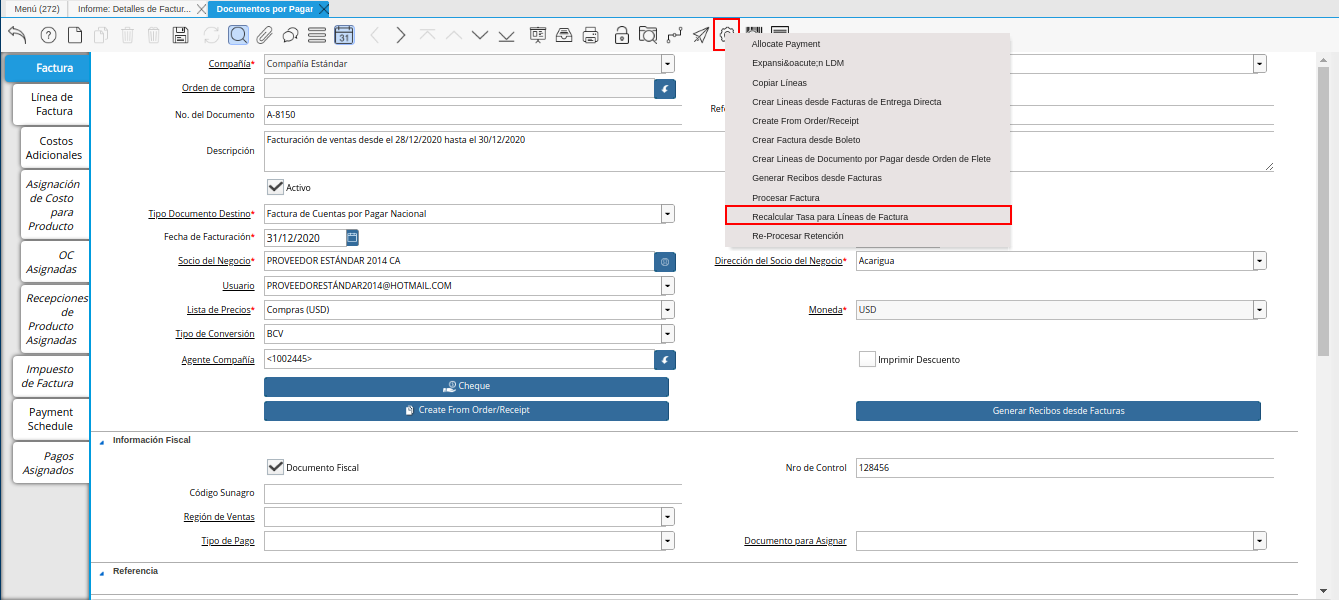 Menú (272)
Informe: Detalles de Factur...
Documentos por Pagar
31
Factura
Línea de
Factura
Costos
Adicionales
Asignación
de Costo
para
Producto
OC
Asignadas
Recepciones
de
Producto
Asignadas
Impuesto
de Factura
Payment
Schedule
Pagos
Asignados
Compañía*
Compañía Estándar
Orden de compra
No. del Documento
A-8150
Refe
Descripción
Facturación de ventas desde el 28/12/2020 hasta el 30/12/2020
Activo
Tipo Documento Destino*
Factura de Cuentas por Pagar Nacional
Fecha de Facturación*
31/12/2020
Socio del Negocio*
PROVEEDOR ESTÁNDAR 2014 CA
Dirección del Socio del Negocio*
Acarigua
Usuario
PROVEEDORESTÁNDAR2014@HOTMAIL.COM
Lista de Precios*
Compras (USD)
Moneda*
USD
Tipo de Conversión
BCV
Agente Compañía
<1002445>
Imprimir Descuento
Cheque
Create From Order/Receipt
Generar Recibos desde Facturas
Información Fiscal
Documento Fiscal
Nro de Control
128456
Código Sunagro
Región de Ventas
Tipo de Pago
Documento para Asignar
Referencia
Allocate Payment
Expansi&oacute;n LDM
Copiar Líneas
Crear Lineas desde Facturas de Entrega Directa
Create From Order/Receipt
Crear Factura desde Boleto
Crear Lineas de Documento por Pagar desde Orden de Flete
Generar Recibos desde Facturas
Procesar Factura
Recalcular Tasa para Líneas de Factura
Re-Procesar Retención